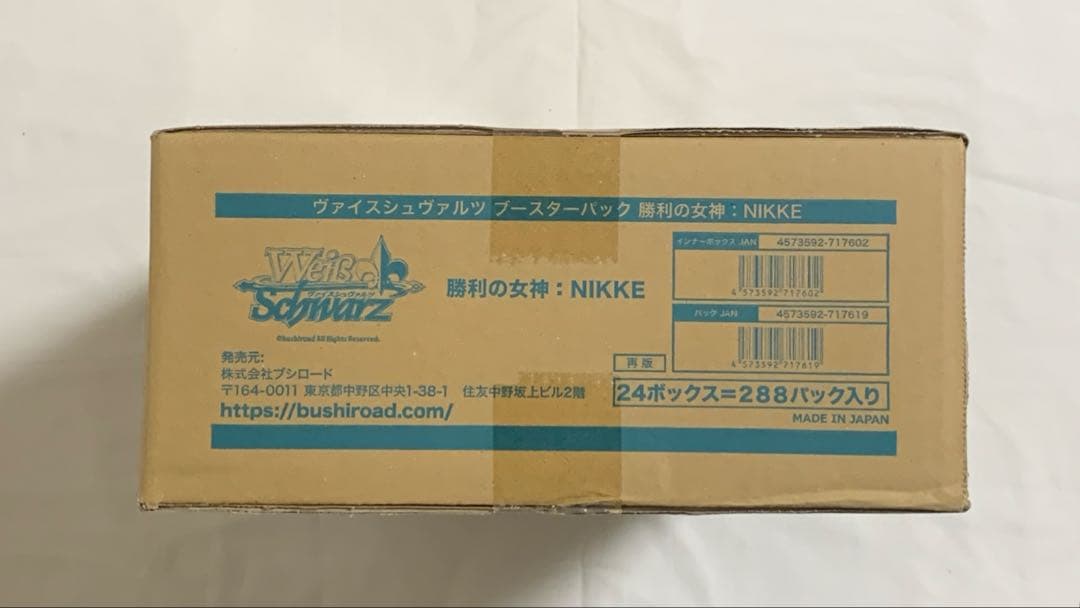 ヴァイスシュヴァルツ ブースターパック 勝利の女神：NIKKE
Weiß
ヴァイスシュヴァルツ
Schwarz
©bushiroad All Rights Reserved.
勝利の女神：NIKKE
インナーボックス JAN 4573592-717602
4 573592 717602
パック JAN 4573592-717619
4 573592 717619
発売元:
株式会社ブシロード
〒164-0011 東京都中野区中央1-38-1 住友中野坂上ビル2階
https://bushiroad.com/
再版
24ボックス=288パック入り
MADE IN JAPAN